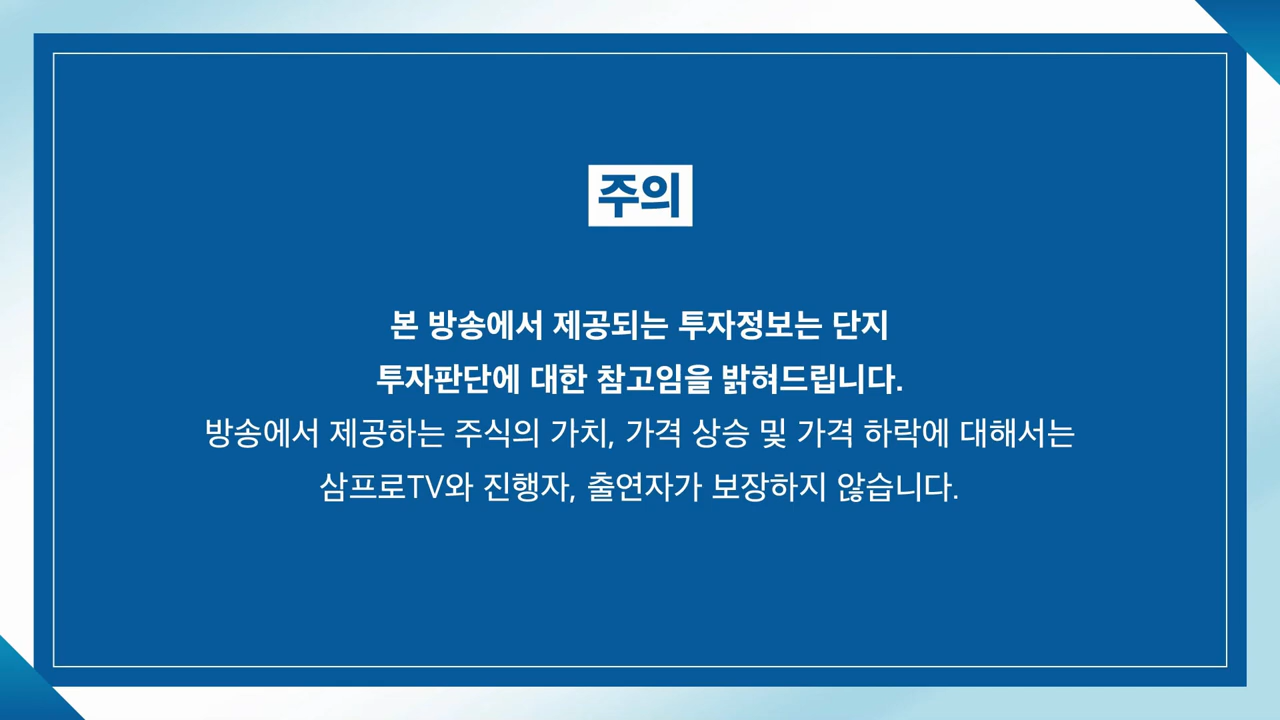 주의
본 방송에서 제공되는 투자정보는 단지
투자판단에 대한 참고임을 밝혀드립니다.
방송에서 제공하는 주식의 가치, 가격 상승 및 가격 하락에 대해서는
삼프로TV와 진행자, 출연자가 보장하지 않습니다.